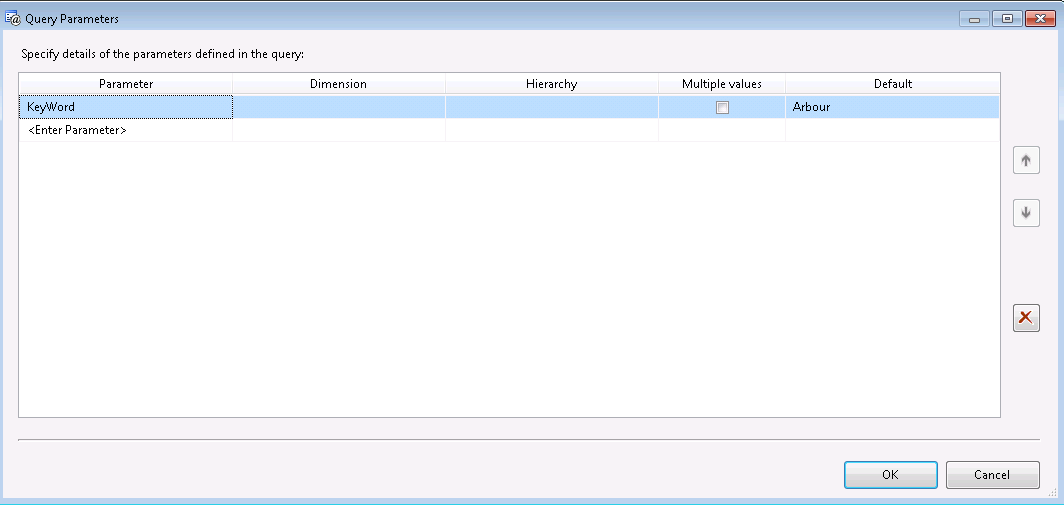 Query Parameters
Specify details of the parameters defined in the query:
Parameter Dimension Hierarchy Multiple values Default
KeyWord Arbour
<Enter Parameter>
OK Cancel